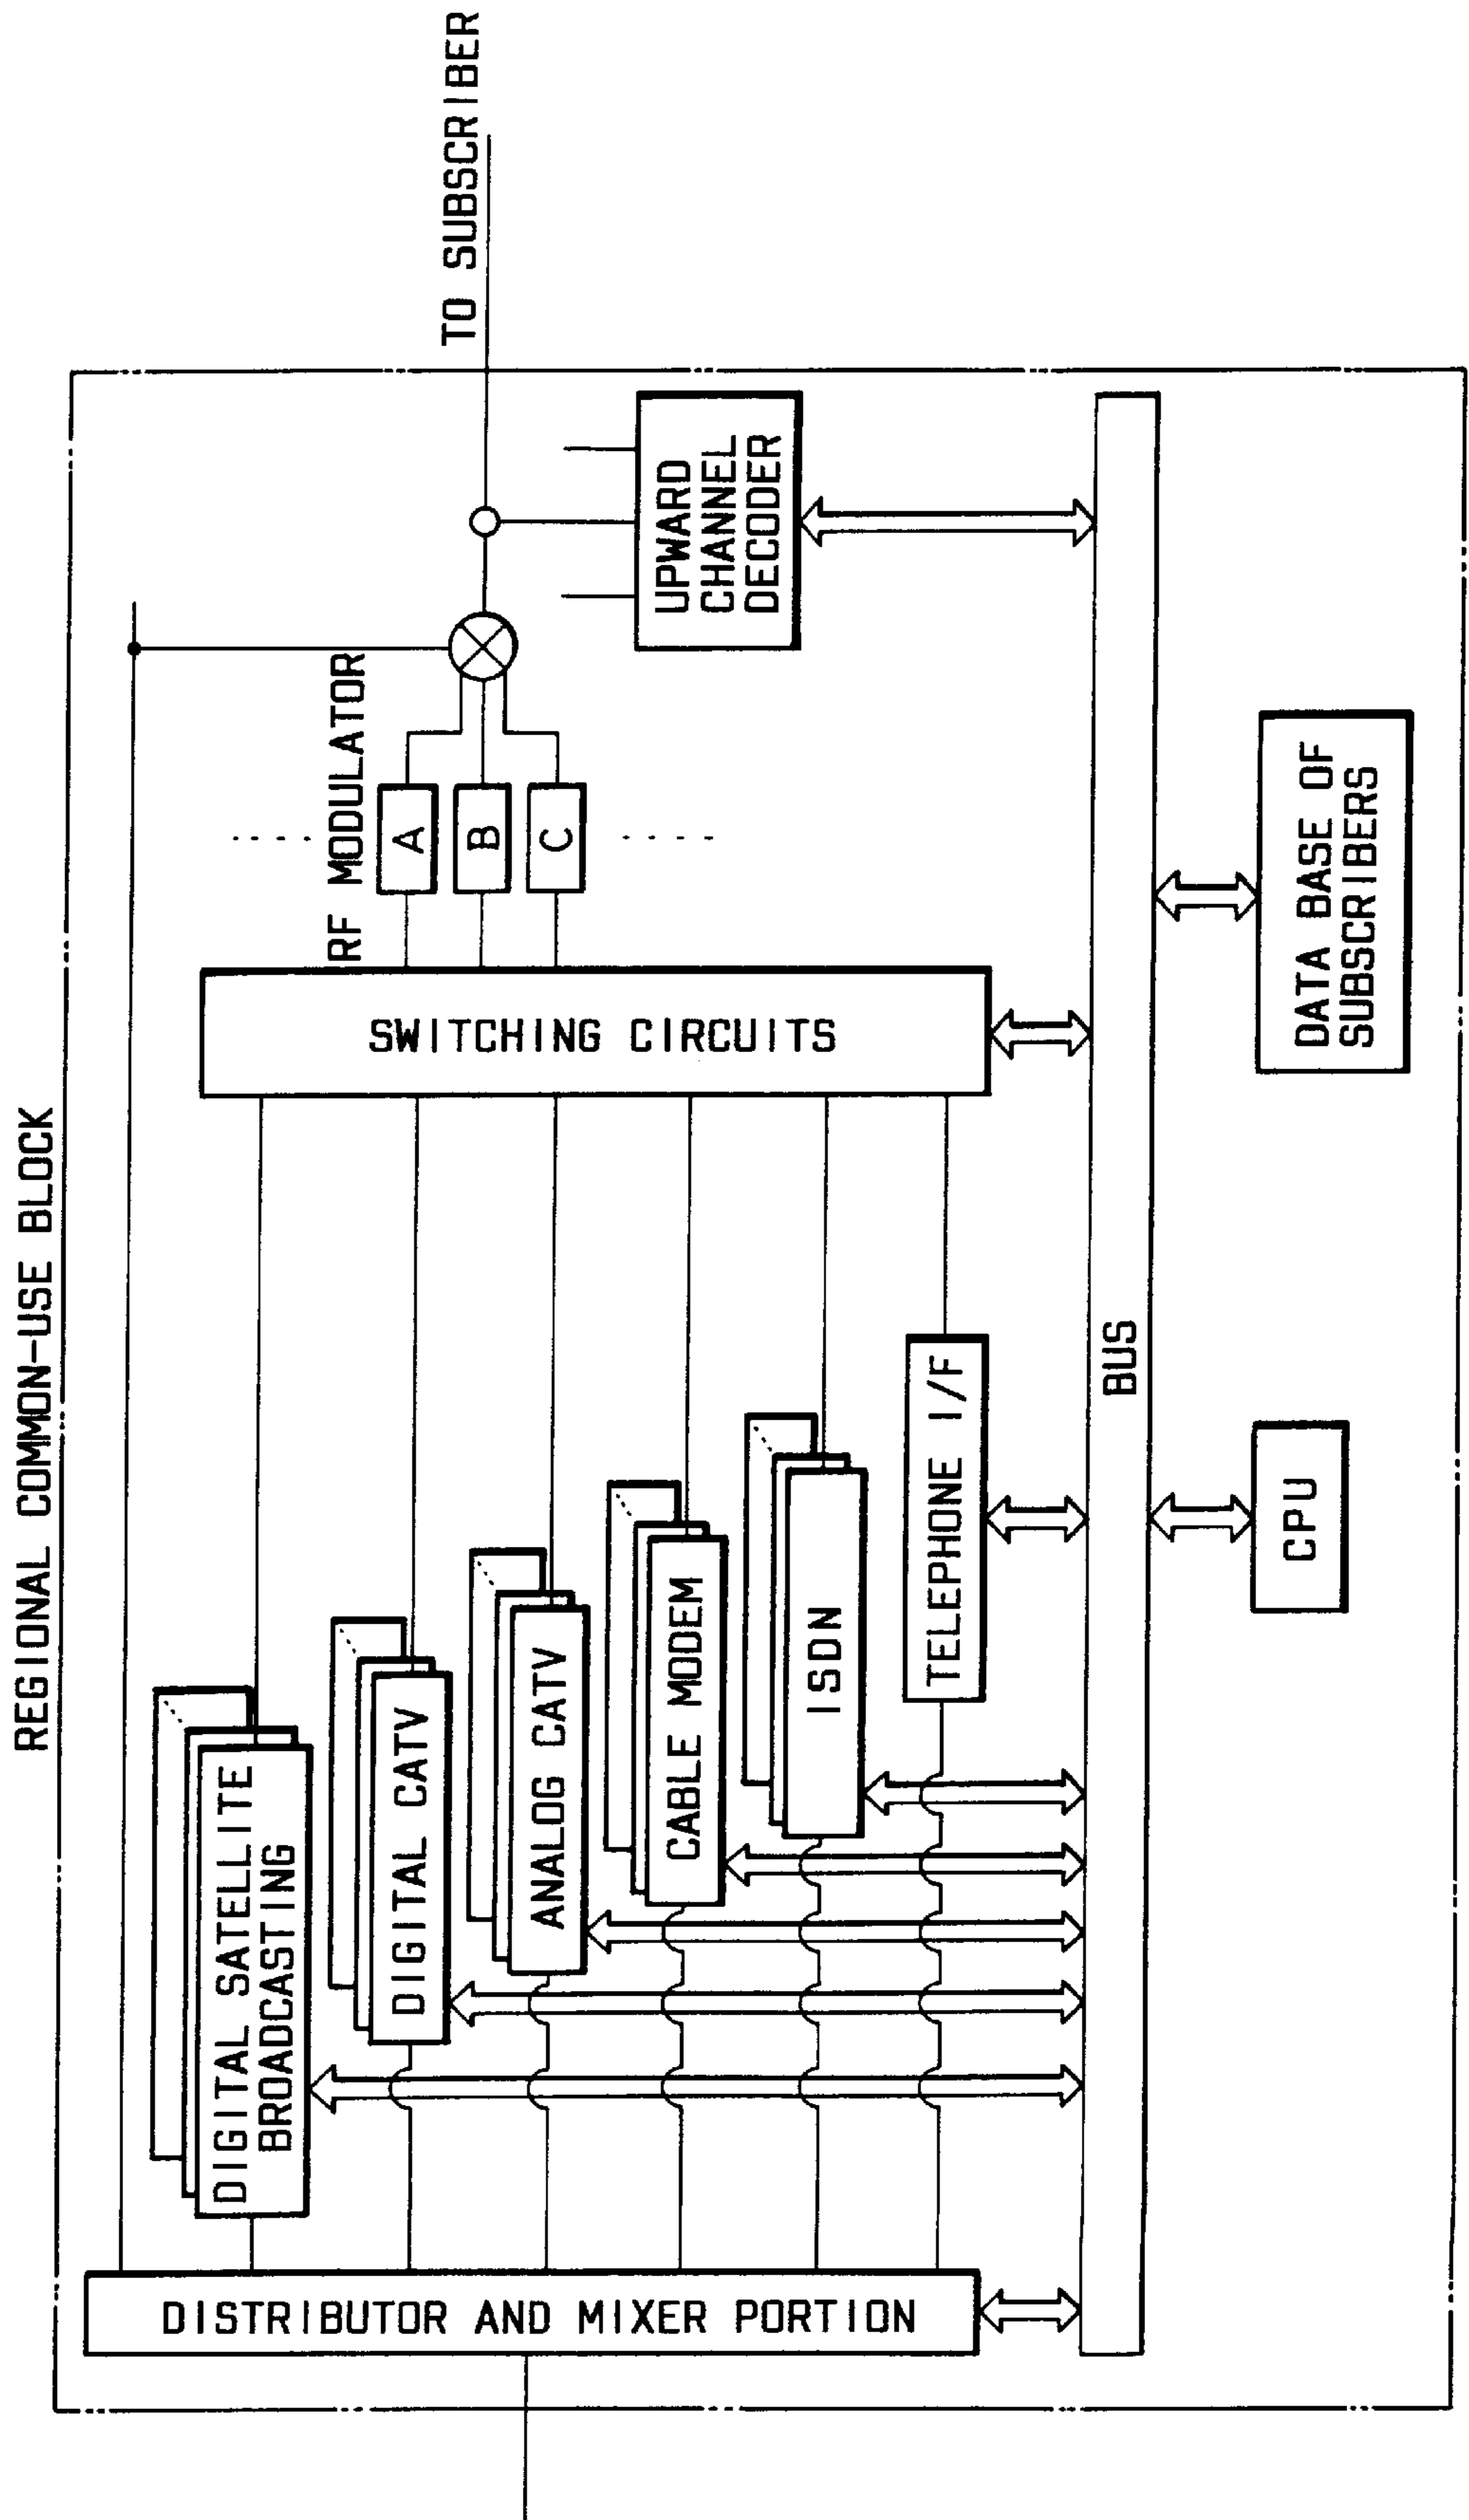 REGIONAL COMMON-USE BLOCK
DISTRIBUTOR AND MIXER PORTION
DIGITAL SATELLITE
BROADCASTING
DIGITAL CATV
ANALOG CATV
CABLE MODEM
ISDN
TELEPHONE I/F
SWITCHING CIRCUITS
RF MODULATOR
A
B
C
TO SUBSCRIBER
UPWARD
CHANNEL
DECODER
BUS
CPU
DATA BASE OF
SUBSCRIBERS